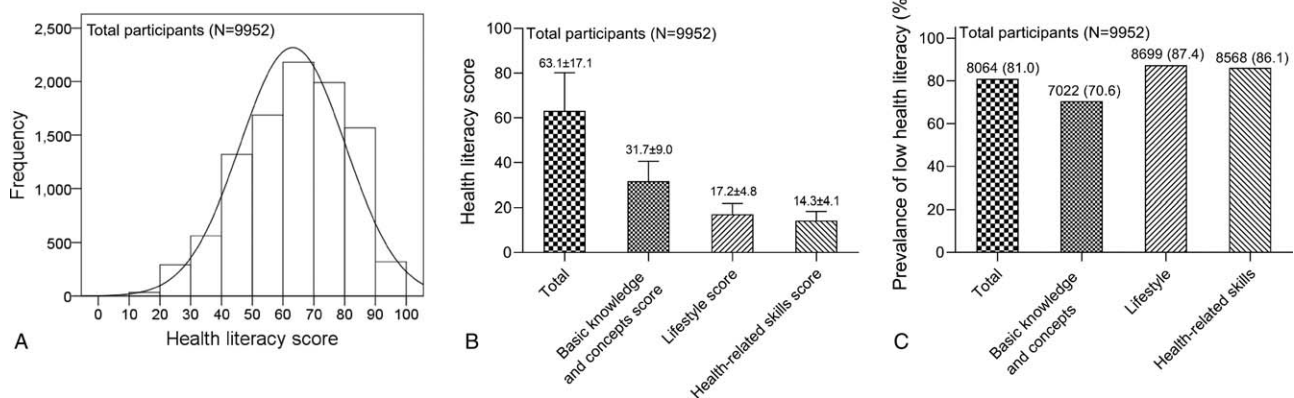 Total participants (N=9952)
Frequency
2,500
2,000
1,500
1,000
500
0
0 10 20 30 40 50 60 70 80 90 100
Health literacy score
A
Total participants (N=9952)
Health literacy score
100
80
60
40
20
0
63.1±17.1
31.7±9.0
17.2±4.8
14.3±4.1
Total
Basic knowledge
and concepts score
Lifestyle score
Health-related skills score
B
Total participants (N=9952)
Prevalance of low health literacy (%
100
80
60
40
20
0
8064 (81.0)
7022 (70.6)
8699 (87.4)
8568 (86.1)
Total
Basic knowledge
and concepts
Lifestyle
Health-related skills
C